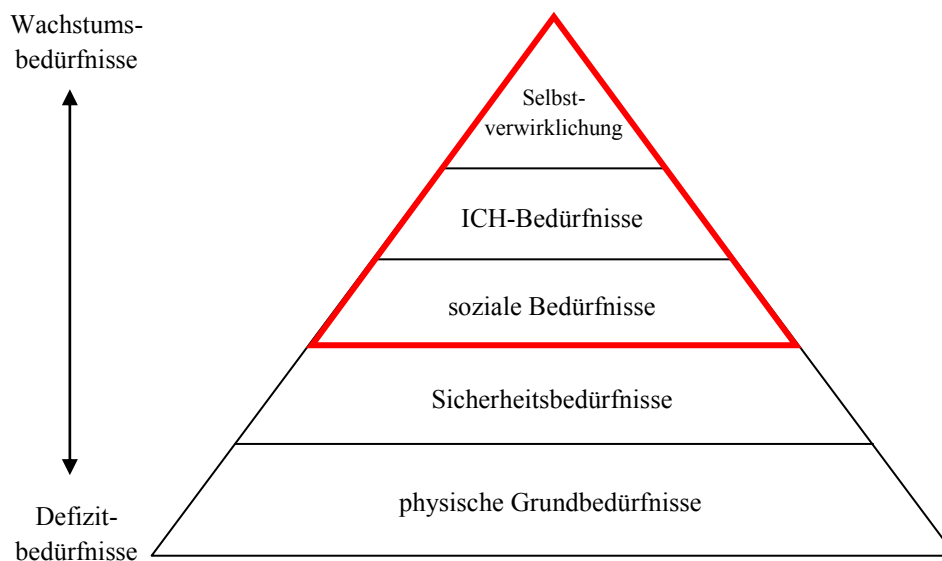 Wachstums-
bedürfnisse
Selbst-
verwirklichung
ICH-Bedürfnisse
soziale Bedürfnisse
Sicherheitsbedürfnisse
physische Grundbedürfnisse
Defizit-
bedürfnisse